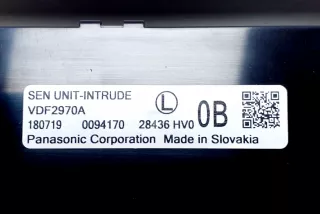 SEN UNIT-INTRUDE
VDF2970A
L
0B
180719 0094170 28436 HV0
Panasonic Corporation Made in Slovakia